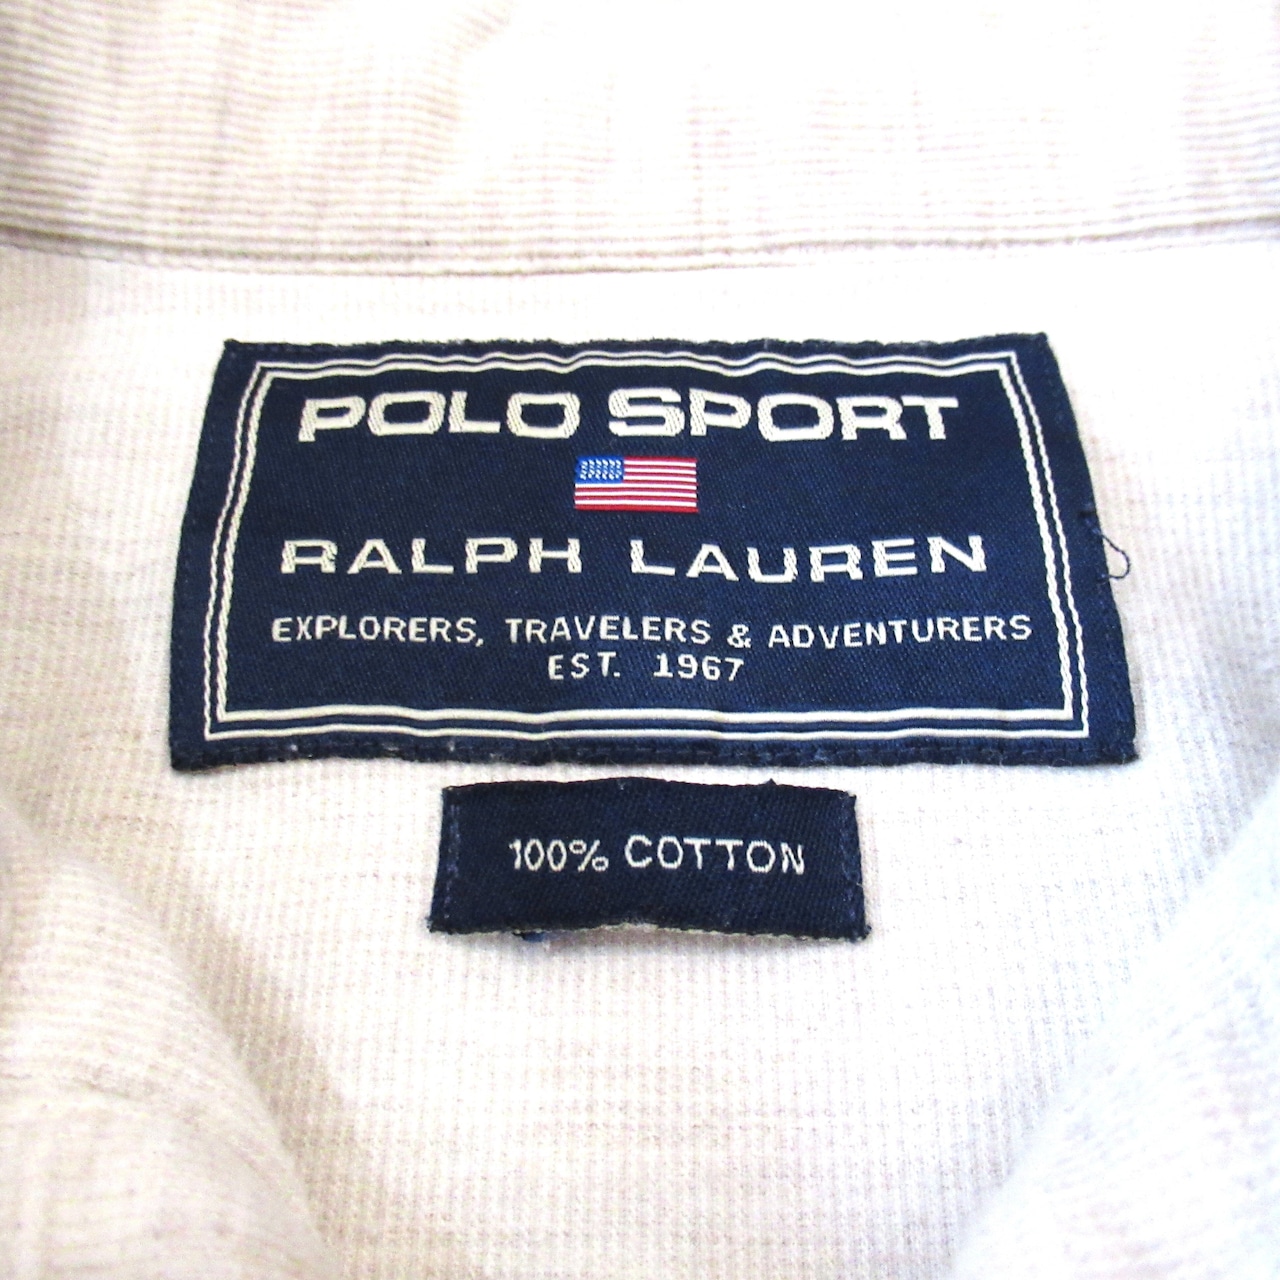 POLO SPORT
RALPH LAUREN
EXPLORERS, TRAVELERS & ADVENTURERS
EST. 1967
100% COTTON